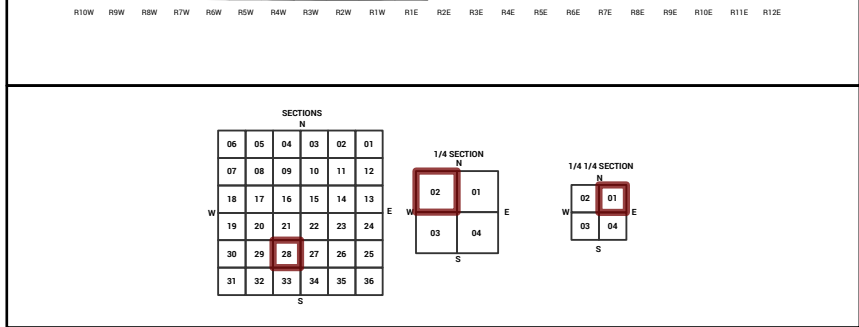 R10W R9W R8W R7W R6W R5W R4W R3W R2W R1W R1E R2E R3E R4E R5E R6E R7E R8E R9E R10E R11E R12E
SECTIONS
N
06 05 04 03 02 01
07 08 09 10 11 12
18 17 16 15 14 13
W E
19 20 21 22 23 24
30 29 28 27 26 25
31 32 33 34 35 36
S
1/4 SECTION
N
02 01
W E
03 04
S
1/4 1/4 SECTION
N
02 01
W E
03 04
S